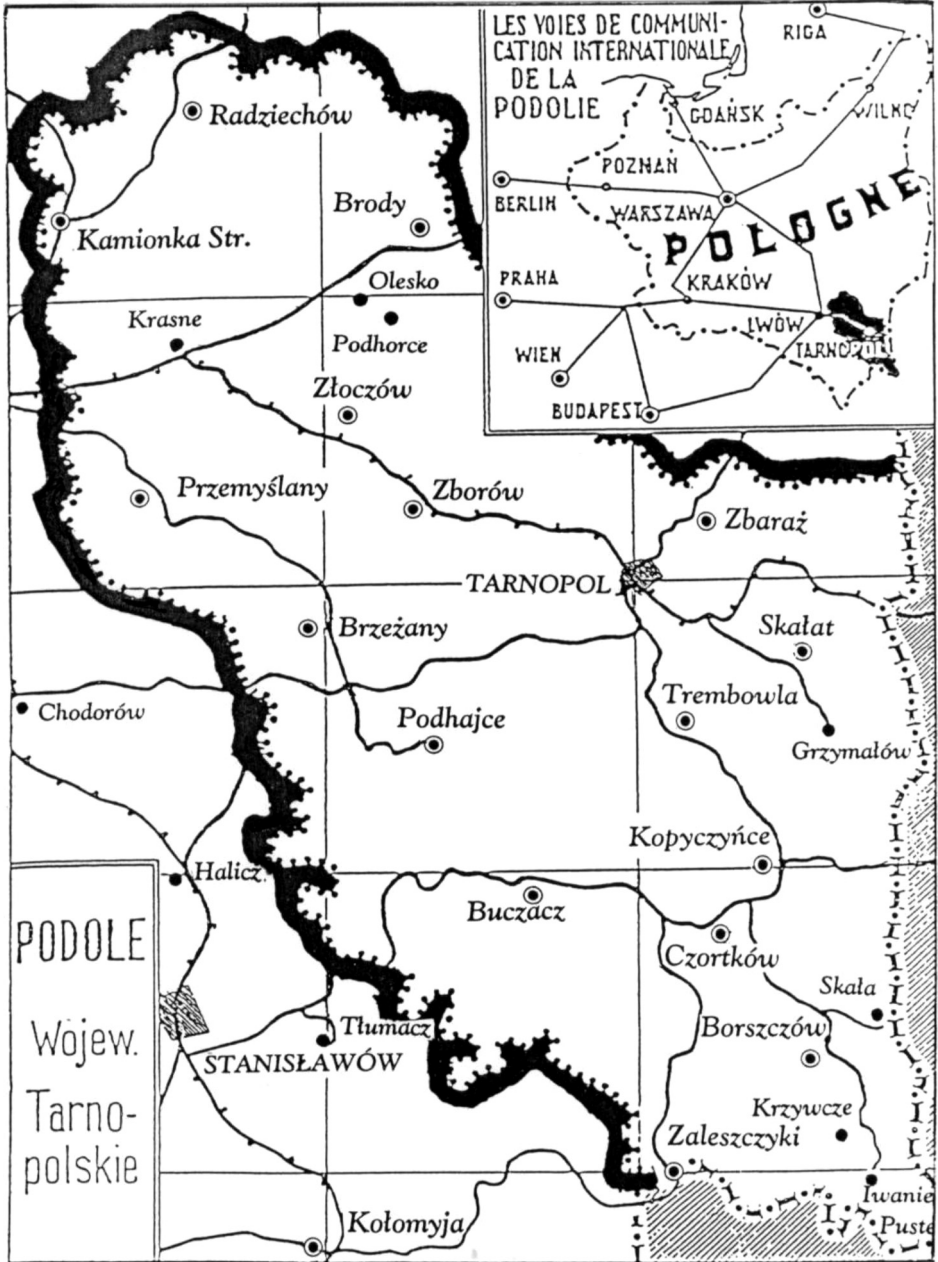 LES VOIES DE COMMUNI-
CATION INTERNATIONALE
DE LA
PODOLIE
RIGA
GDAŃSK
WILNO
POZNAŃ
BERLIN
WARSZAWA
POLOGNE
PRAHA
KRAKÓW
LWÓW
TARNOPOL
WIEN
BUDAPEST
Radziechów
Brody
Kamionka Str.
Olesko
Krasne
Podhorce
Złoczów
Przemyślany
Zborów
Zbaraż
TARNOPOL
Brzeżany
Skałat
Trembowla
Chodorów
Podhajce
Grzymałów
Kopyczyńce
Halicz
Buczacz
Czortków
Skała
Tłumacz
Borszczów
STANISŁAWÓW
Krzywcze
Zaleszczyki
Iwanie
Puste
Kołomyja
PODOLE
Wojew.
Tarno-
polskie